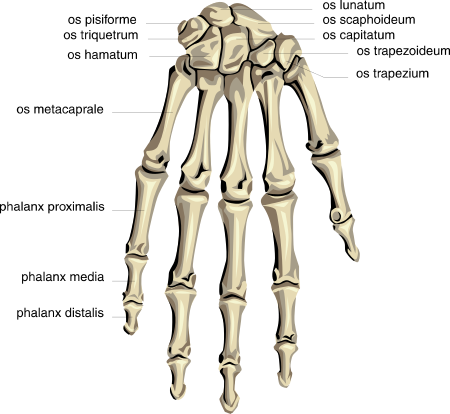 os lunatum
os pisiforme
os scaphoideum
os triquetrum
os capitatum
os hamatum
os trapezoideum
os trapezium
os metacaprale
phalanx proximalis
phalanx media
phalanx distalis